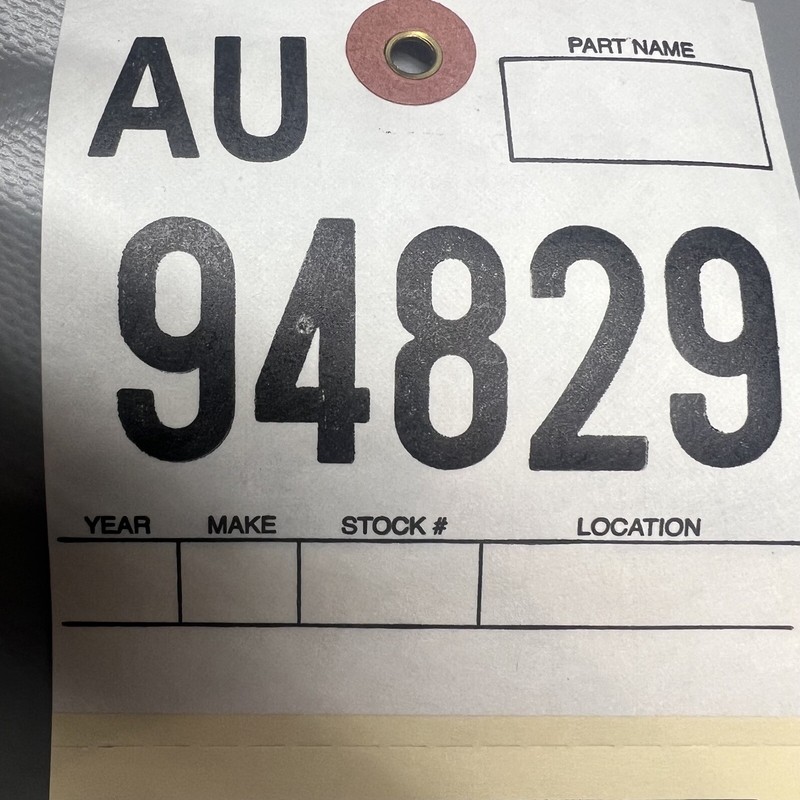 AU
PART NAME
94829
YEAR MAKE STOCK # LOCATION